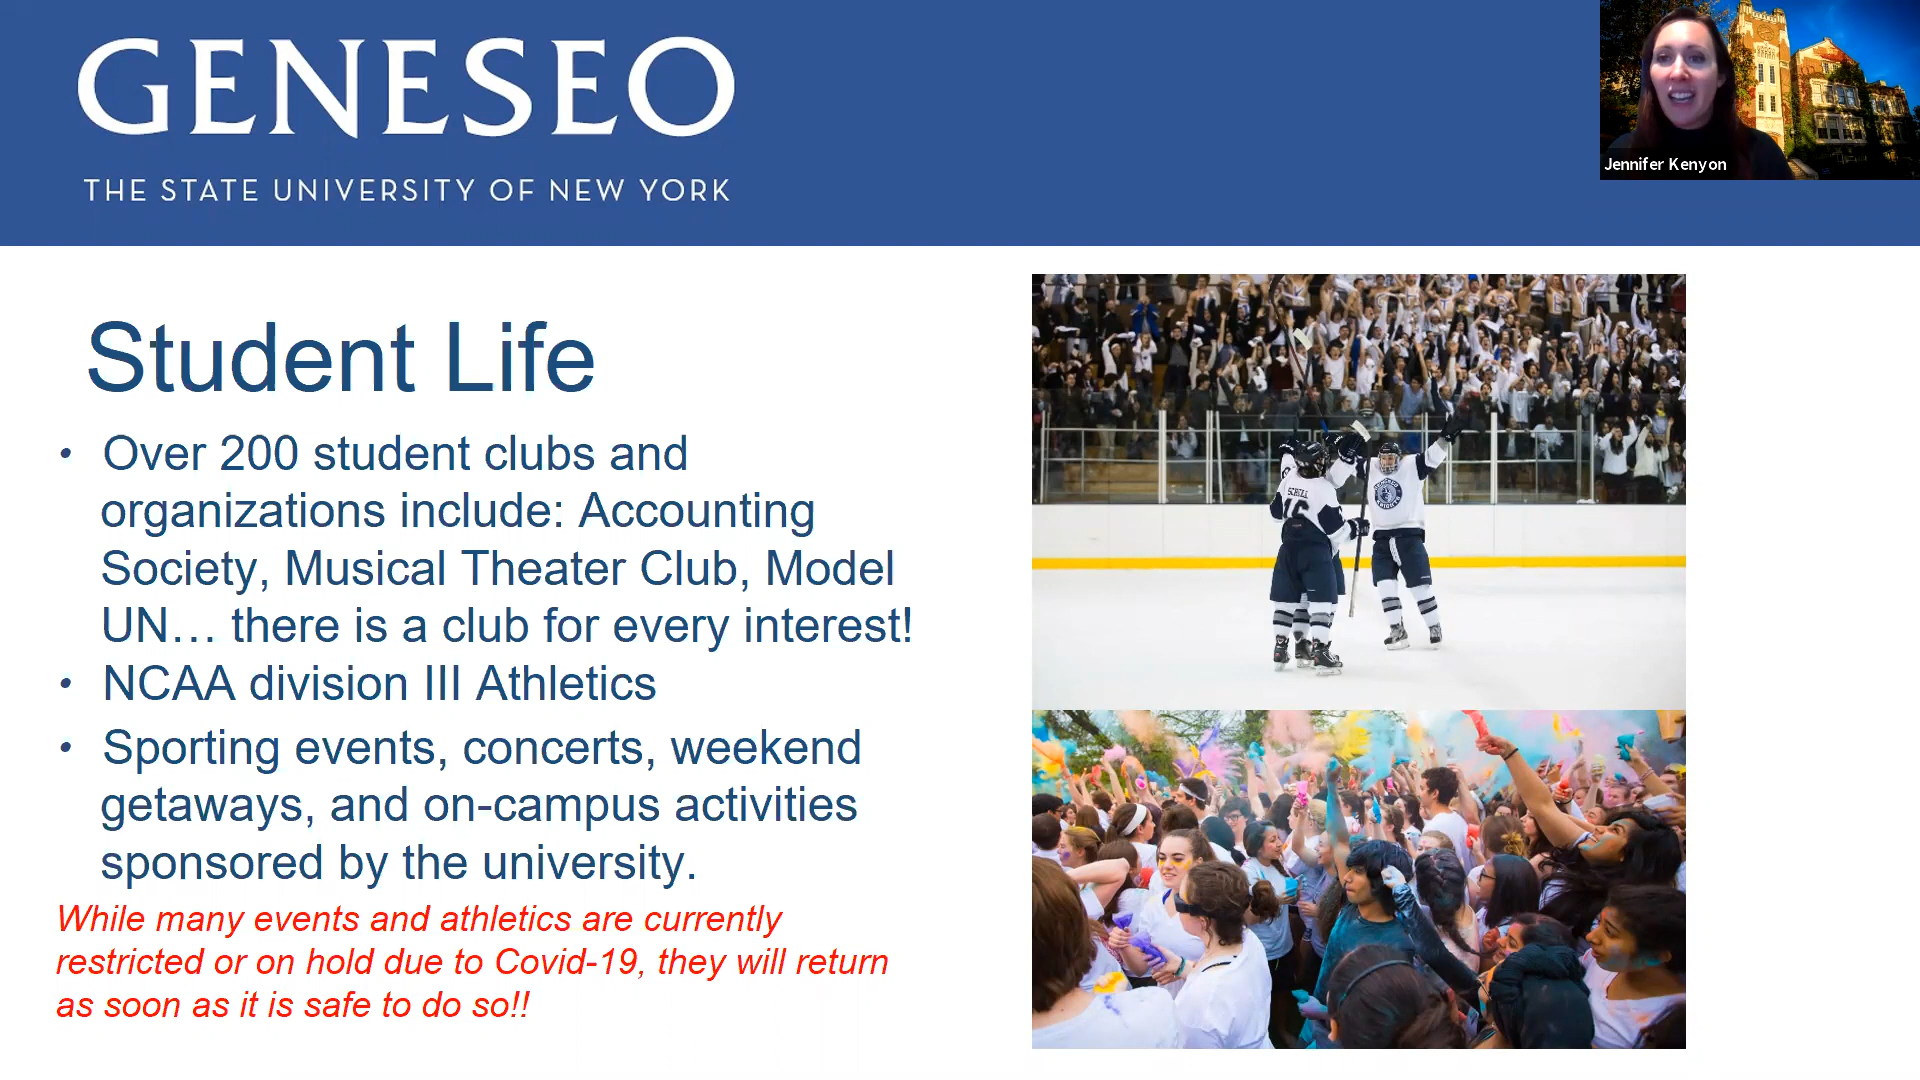 GENESEO
THE STATE UNIVERSITY OF NEW YORK
Jennifer Kenyon
Student Life
• Over 200 student clubs and
organizations include: Accounting
Society, Musical Theater Club, Model
UN… there is a club for every interest!
• NCAA division III Athletics
• Sporting events, concerts, weekend
getaways, and on-campus activities
sponsored by the university.
While many events and athletics are currently
restricted or on hold due to Covid-19, they will return
as soon as it is safe to do so!!
16